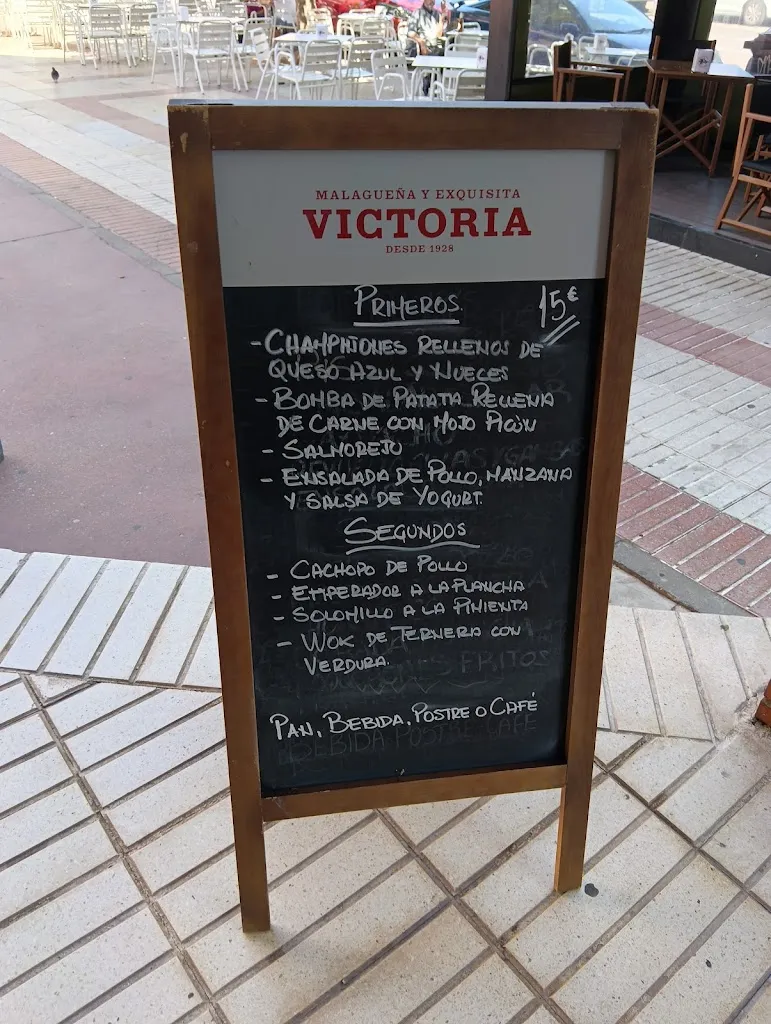 MALAGUEÑA Y EXQUISITA
VICTORIA
DESDE 1928
PRIMEROS 15€
- CHAMPIÑONES RELLENOS DE
QUESO AZUL Y NUECES
- BOMBA DE PATATA RELLENA
DE CARNE CON MOJO PICÓN
- SALMOREJO
- ENSALADA DE POLLO, MANZANA
Y SALSA DE YOGURT
SEGUNDOS
- CACHOPO DE POLLO
- EMPERADOR A LA PLANCHA
- SOLOMILLO A LA PIMIENTA
- WOK DE TERNERA CON
VERDURA.
PAN, BEBIDA, POSTRE O CAFÉ